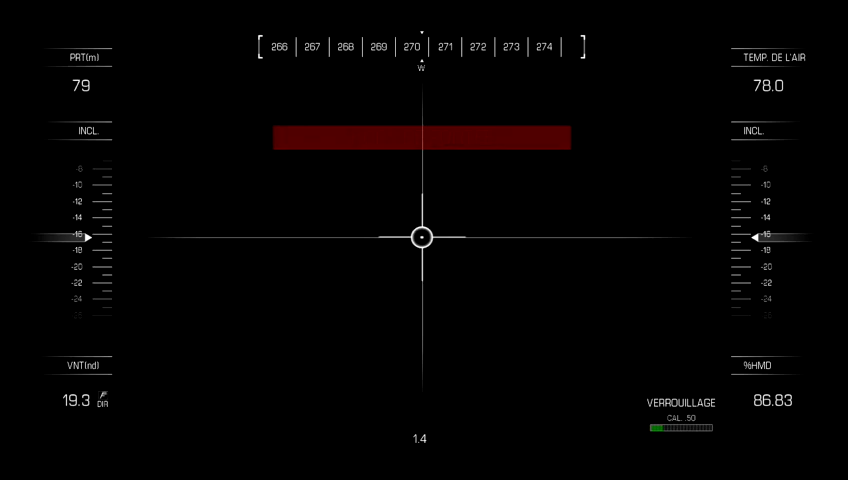 266 267 268 269 270 271 272 273 274
W
PRT(m)
79
TEMP. DE L'AIR
78.0
INCL.
-8
-10
-12
-14
-16
-18
-20
-22
-24
INCL.
-8
-10
-12
-14
-16
-18
-20
-22
-24
VNT(nd)
19.3
DIR
%HMD
86.83
VERROUILLAGE
CAL. .50
1.4